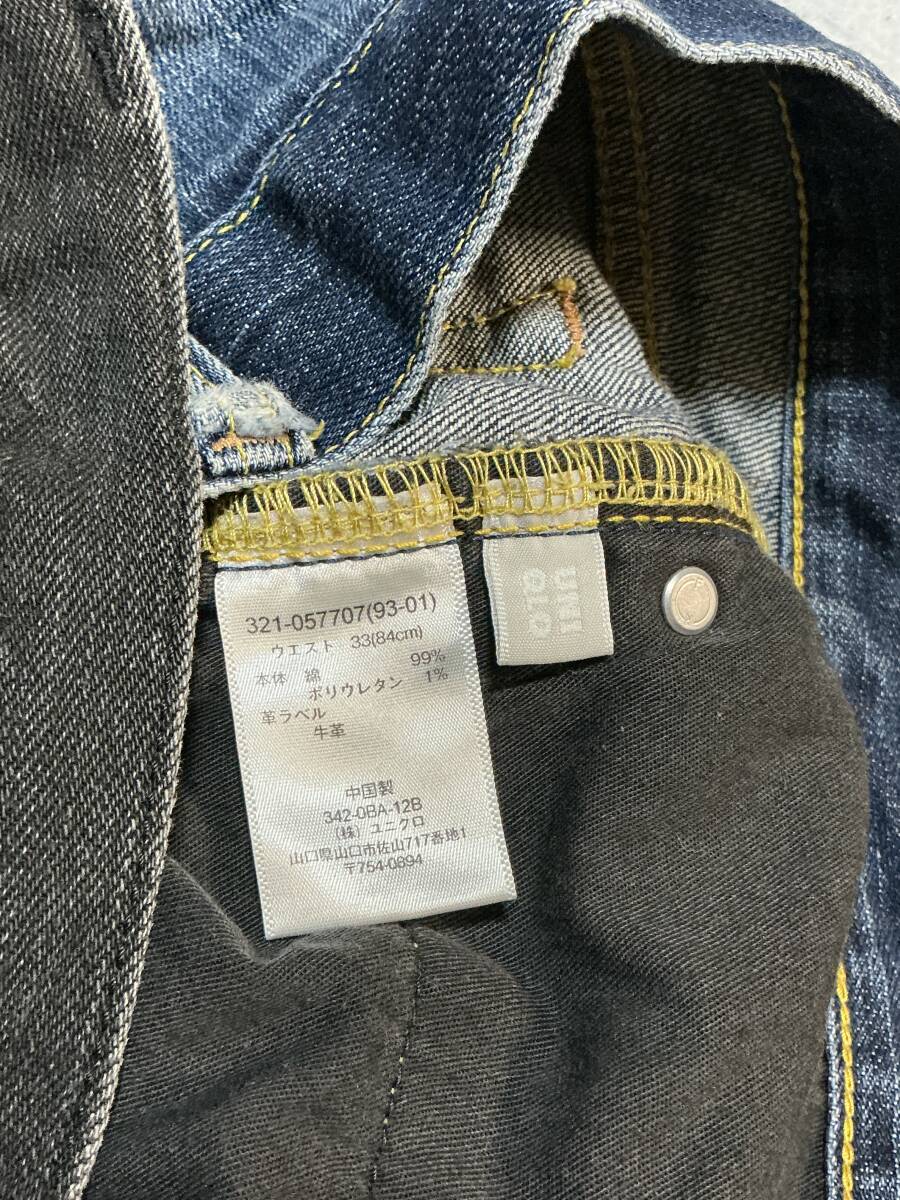 321-057707(93-01)
ウエスト 33(84cm)
本体 綿 99%
ポリウレタン 1%
革ラベル
牛革
中国製
342-0BA-12B
(株) ユニクロ
山口県山口市佐山717番地1
〒754-0894